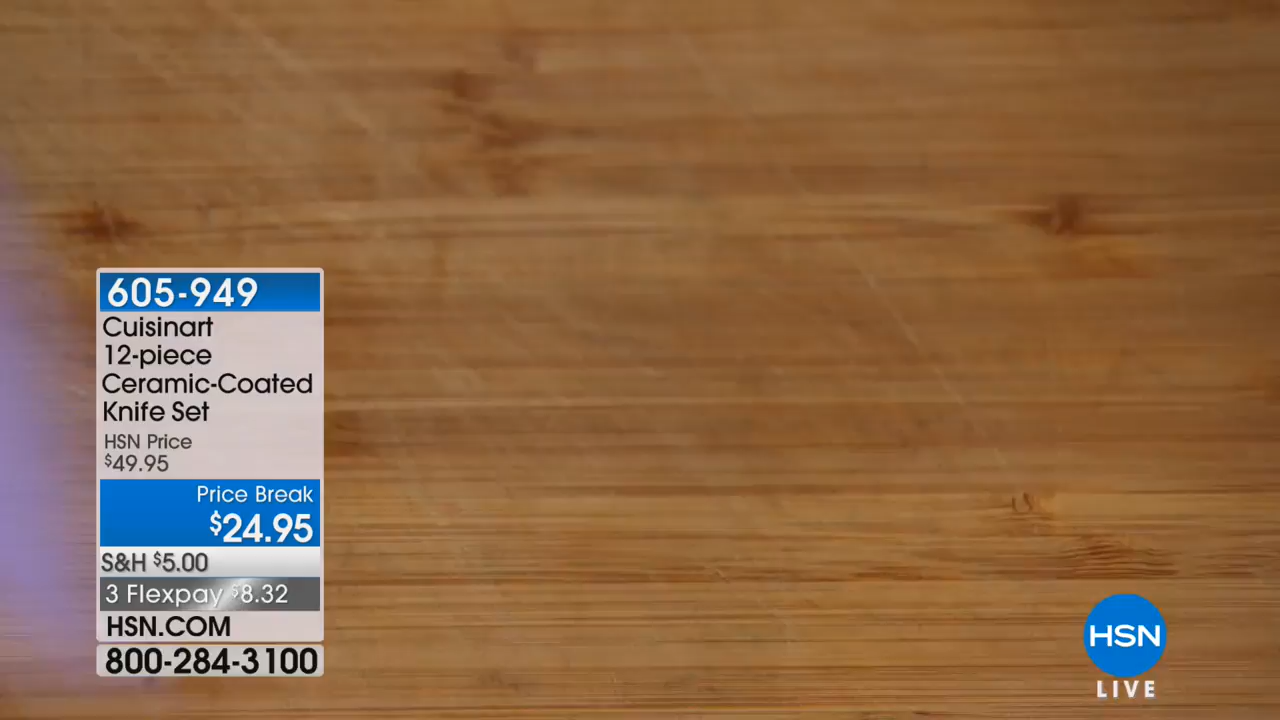 605-949
Cuisinart
12-piece
Ceramic-Coated
Knife Set
HSN Price
$49.95
Price Break
$24.95
S&H $5.00
3 Flexpay $8.32
HSN.COM
800-284-3100
HSN
LIVE